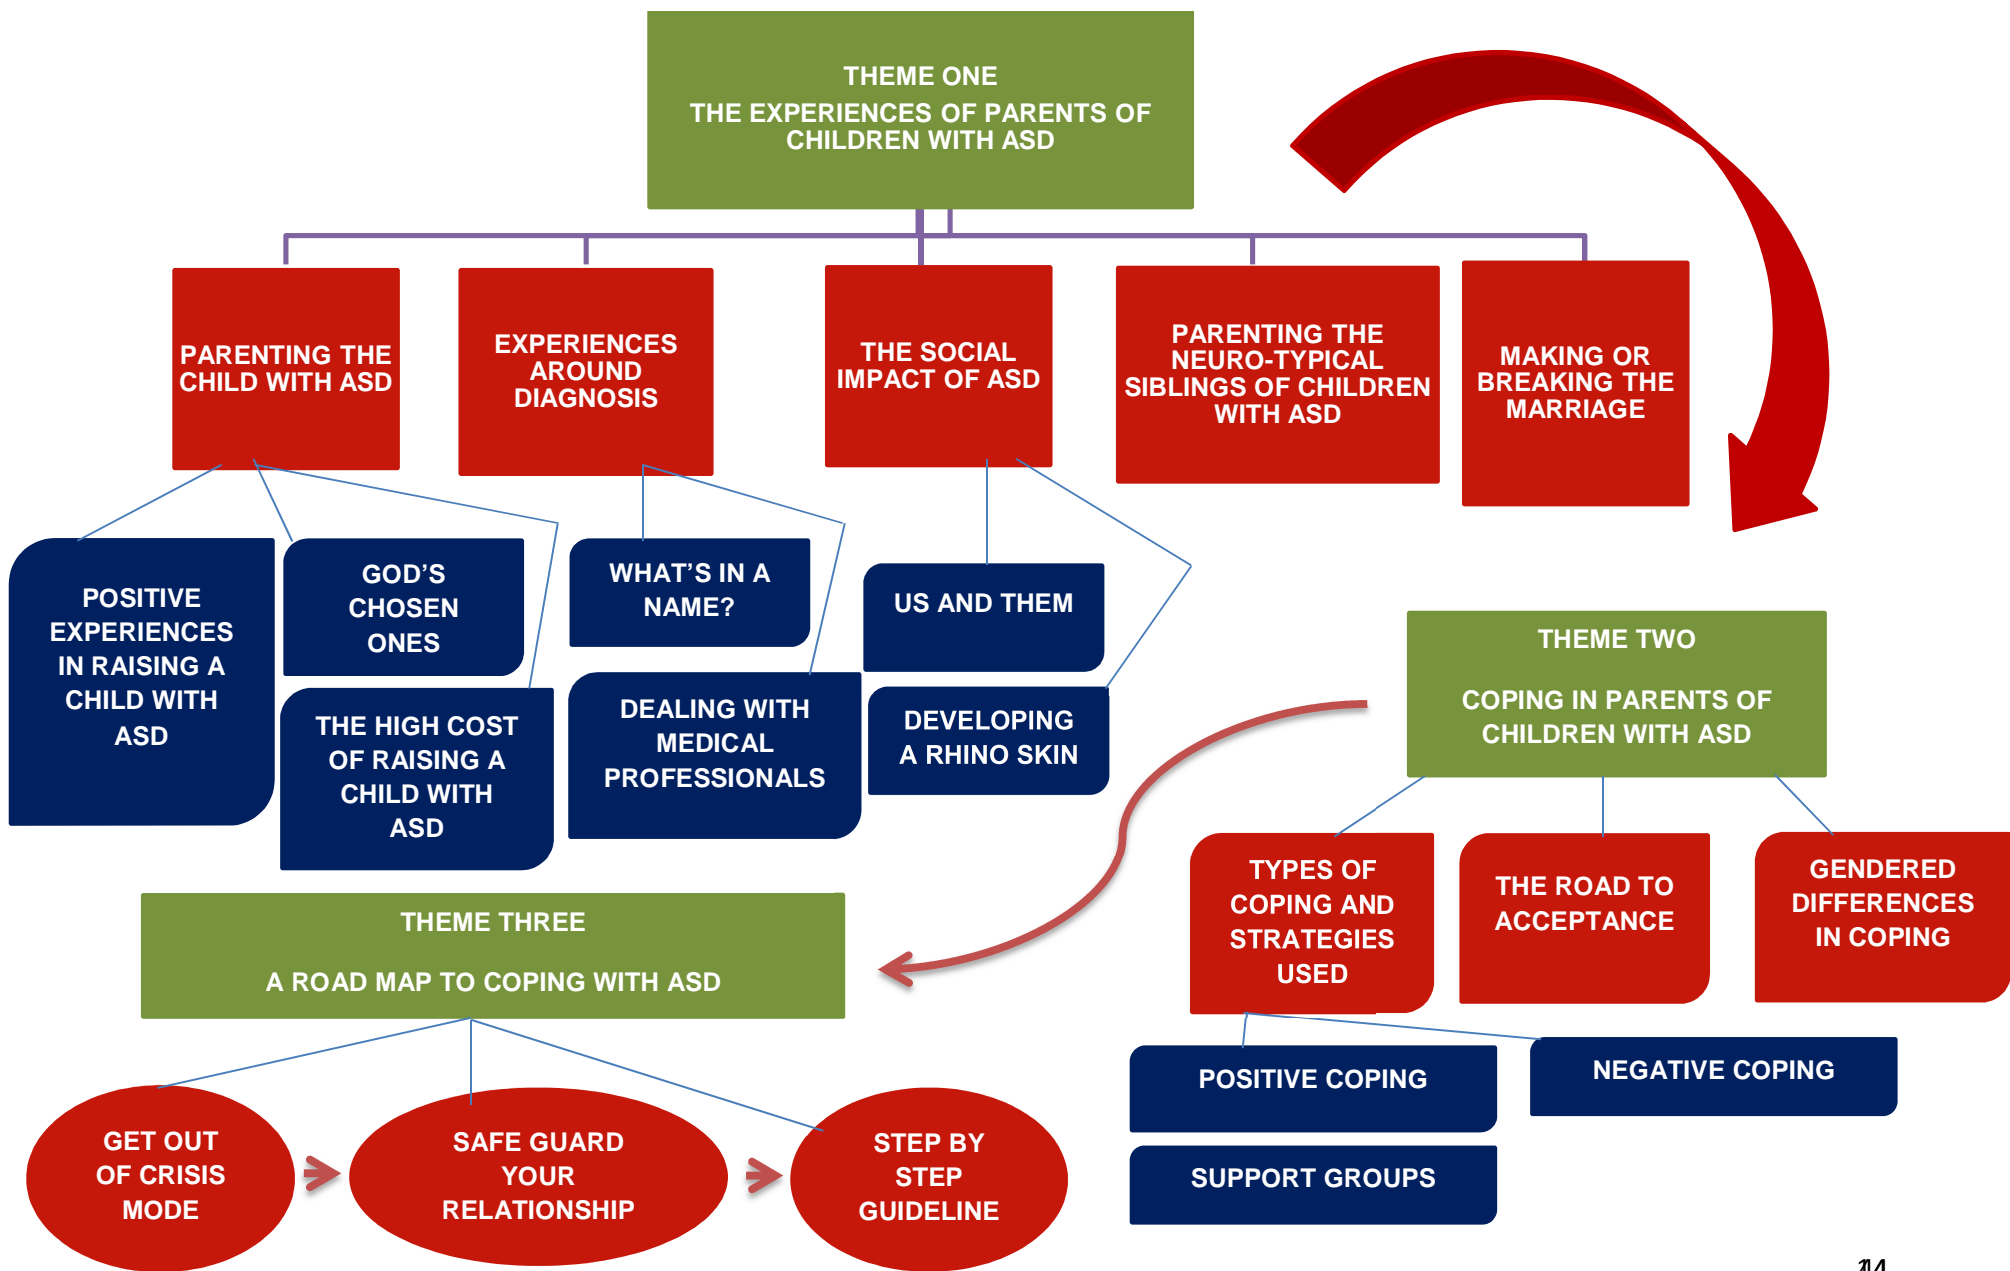 THEME ONE
THE EXPERIENCES OF PARENTS OF
CHILDREN WITH ASD
PARENTING THE
CHILD WITH ASD
EXPERIENCES
AROUND
DIAGNOSIS
THE SOCIAL
IMPACT OF ASD
PARENTING THE
NEURO-TYPICAL
SIBLINGS OF CHILDREN
WITH ASD
MAKING OR
BREAKING THE
MARRIAGE
POSITIVE
EXPERIENCES
IN RAISING A
CHILD WITH
ASD
GOD’S
CHOSEN
ONES
THE HIGH COST
OF RAISING A
CHILD WITH
ASD
WHAT’S IN A
NAME?
DEALING WITH
MEDICAL
PROFESSIONALS
US AND THEM
DEVELOPING
A RHINO SKIN
THEME TWO
COPING IN PARENTS OF
CHILDREN WITH ASD
TYPES OF
COPING AND
STRATEGIES
USED
THE ROAD TO
ACCEPTANCE
GENDERED
DIFFERENCES
IN COPING
POSITIVE COPING
NEGATIVE COPING
SUPPORT GROUPS
THEME THREE
A ROAD MAP TO COPING WITH ASD
GET OUT
OF CRISIS
MODE
SAFE GUARD
YOUR
RELATIONSHIP
STEP BY
STEP
GUIDELINE